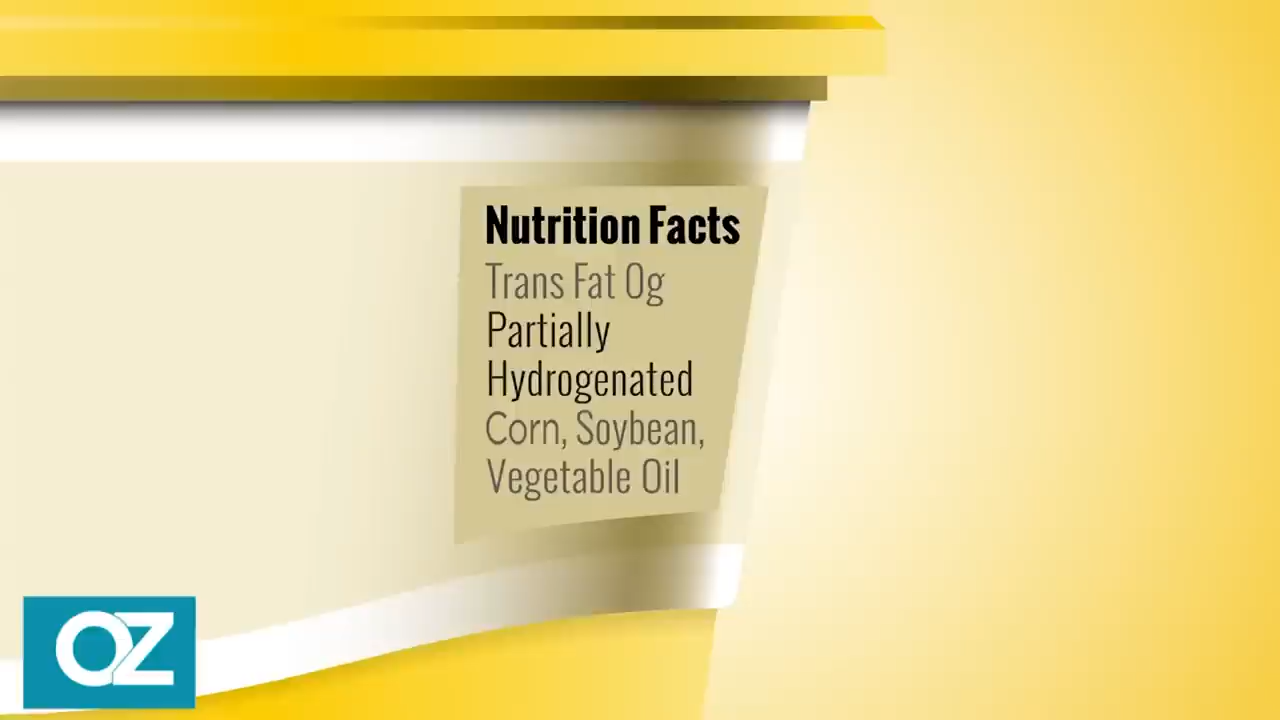 Nutrition Facts
Trans Fat 0g
Partially
Hydrogenated
Corn, Soybean,
Vegetable Oil
OZ